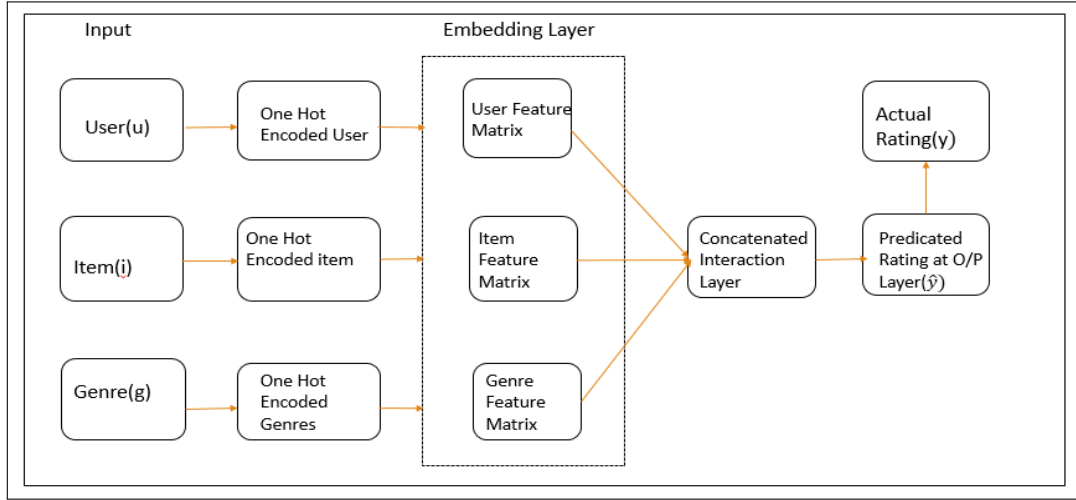 Input
Embedding Layer
User(u)
One Hot
Encoded User
User Feature
Matrix
Actual
Rating(y)
Item(i)
One Hot
Encoded item
Item
Feature
Matrix
Concatenated
Interaction
Layer
Predicated
Rating at O/P
Layer(ŷ)
Genre(g)
One Hot
Encoded
Genres
Genre
Feature
Matrix